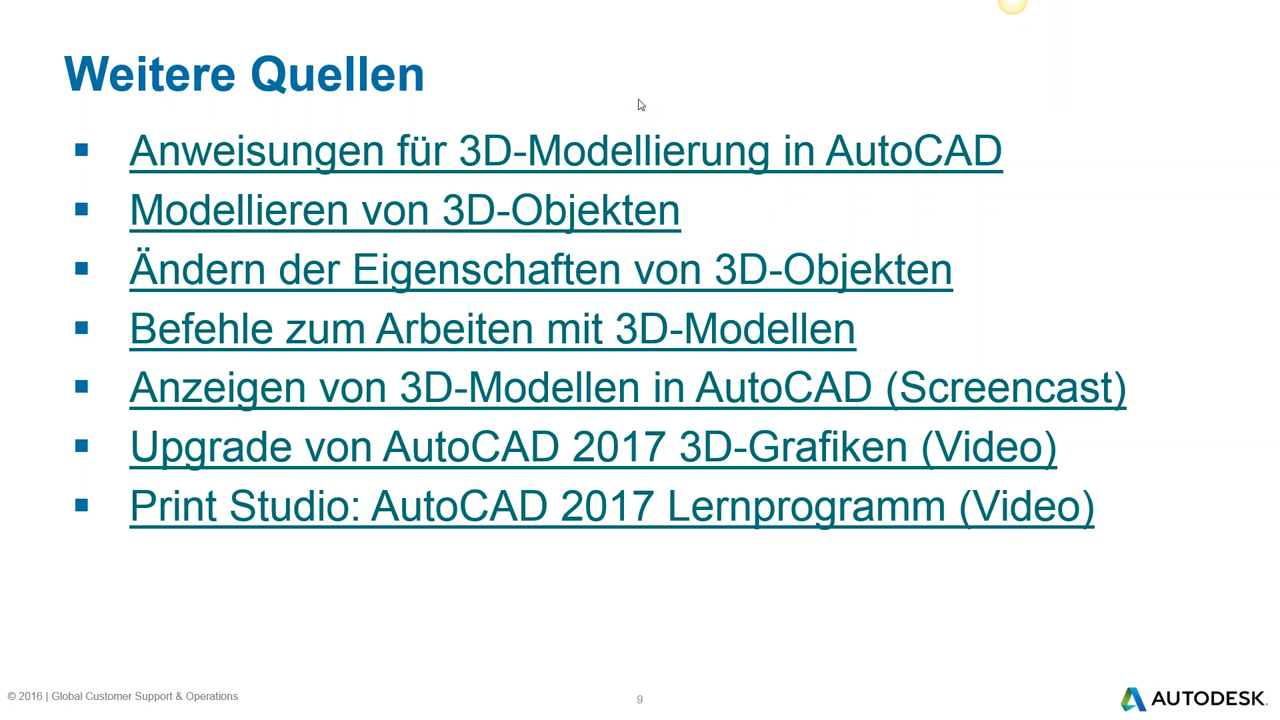 Weitere Quellen
Anweisungen für 3D-Modellierung in AutoCAD
Modellieren von 3D-Objekten
Ändern der Eigenschaften von 3D-Objekten
Befehle zum Arbeiten mit 3D-Modellen
Anzeigen von 3D-Modellen in AutoCAD (Screencast)
Upgrade von AutoCAD 2017 3D-Grafiken (Video)
Print Studio: AutoCAD 2017 Lernprogramm (Video)
© 2016 | Global Customer Support & Operations
9
AUTODESK.